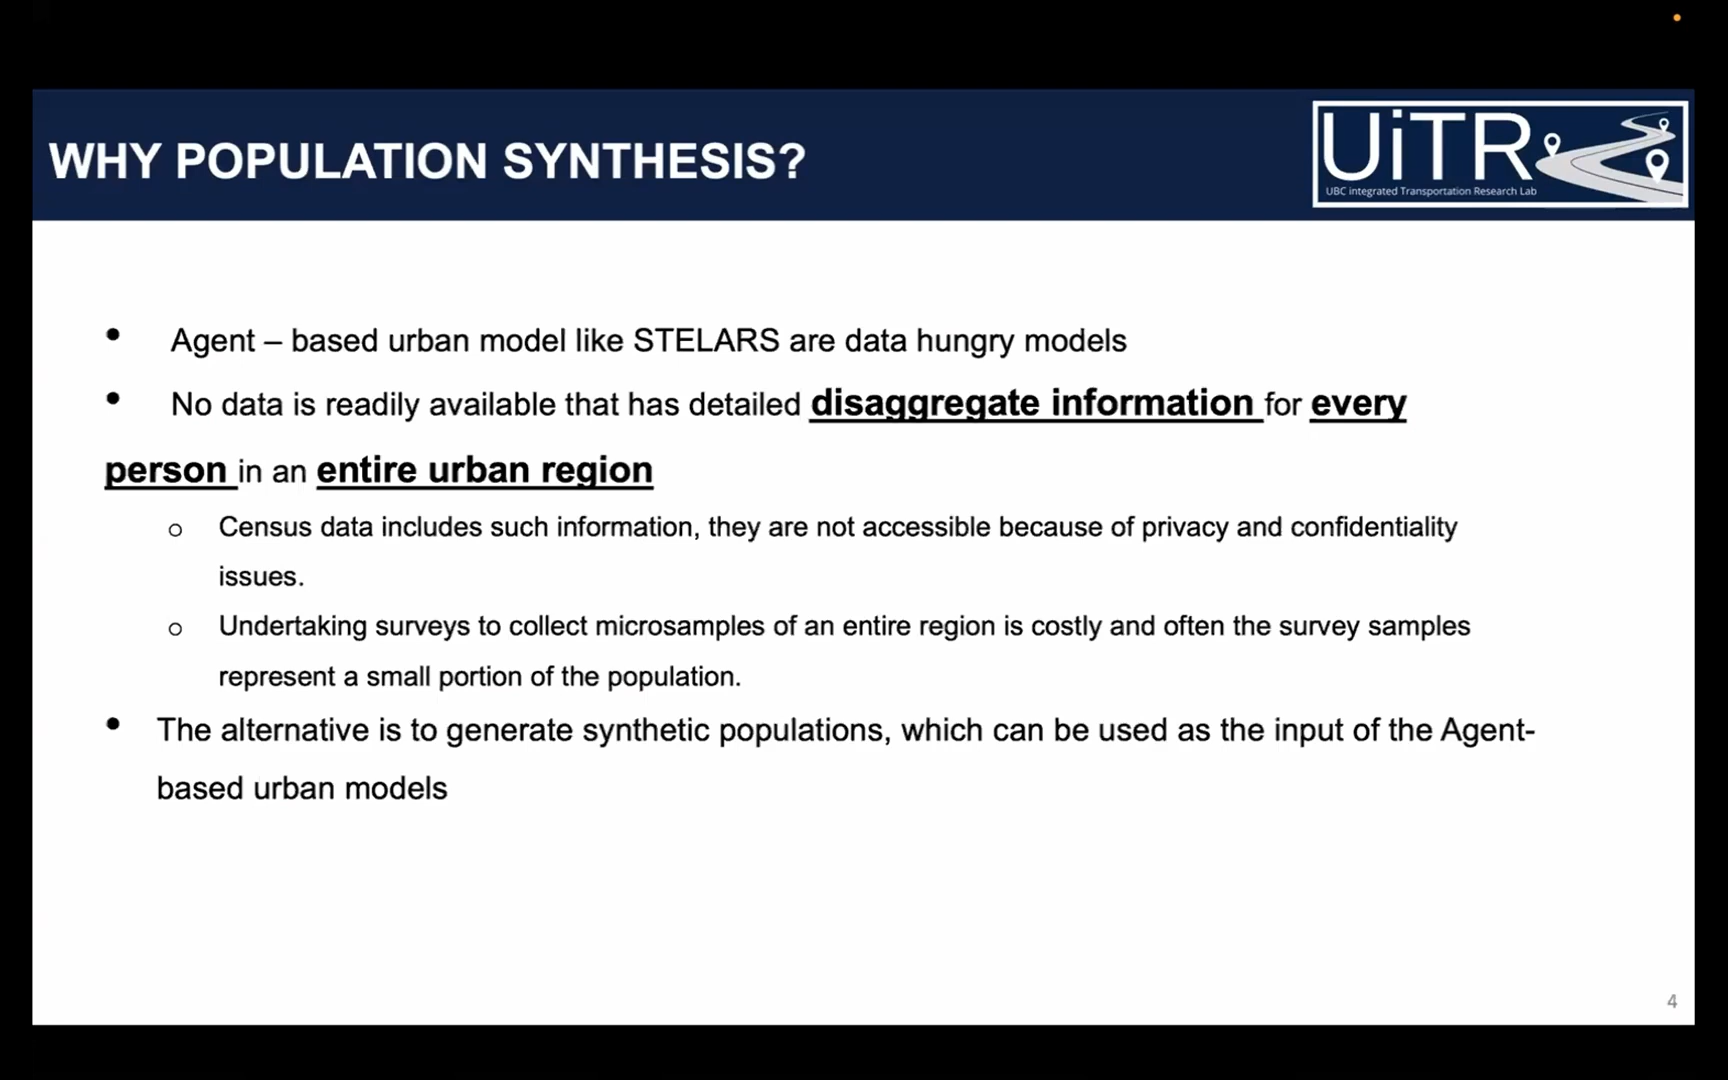 WHY POPULATION SYNTHESIS?
UiTR
UBC integrated Transportation Research Lab
• Agent – based urban model like STELARS are data hungry models
• No data is readily available that has detailed disaggregate information for every
person in an entire urban region
o Census data includes such information, they are not accessible because of privacy and confidentiality
issues.
o Undertaking surveys to collect microsamples of an entire region is costly and often the survey samples
represent a small portion of the population.
• The alternative is to generate synthetic populations, which can be used as the input of the Agent-
based urban models
4